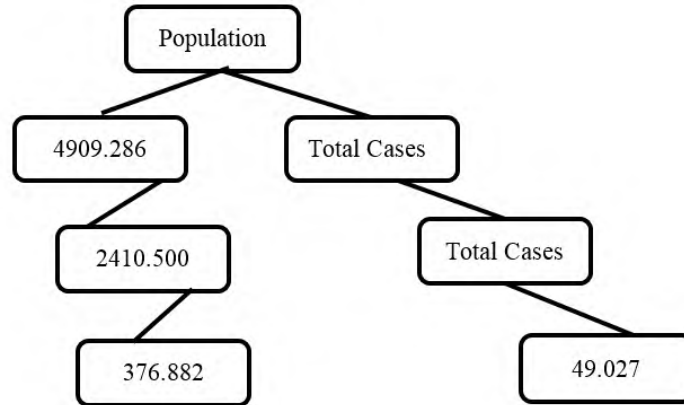 Population
4909.286
Total Cases
2410.500
Total Cases
376.882
49.027